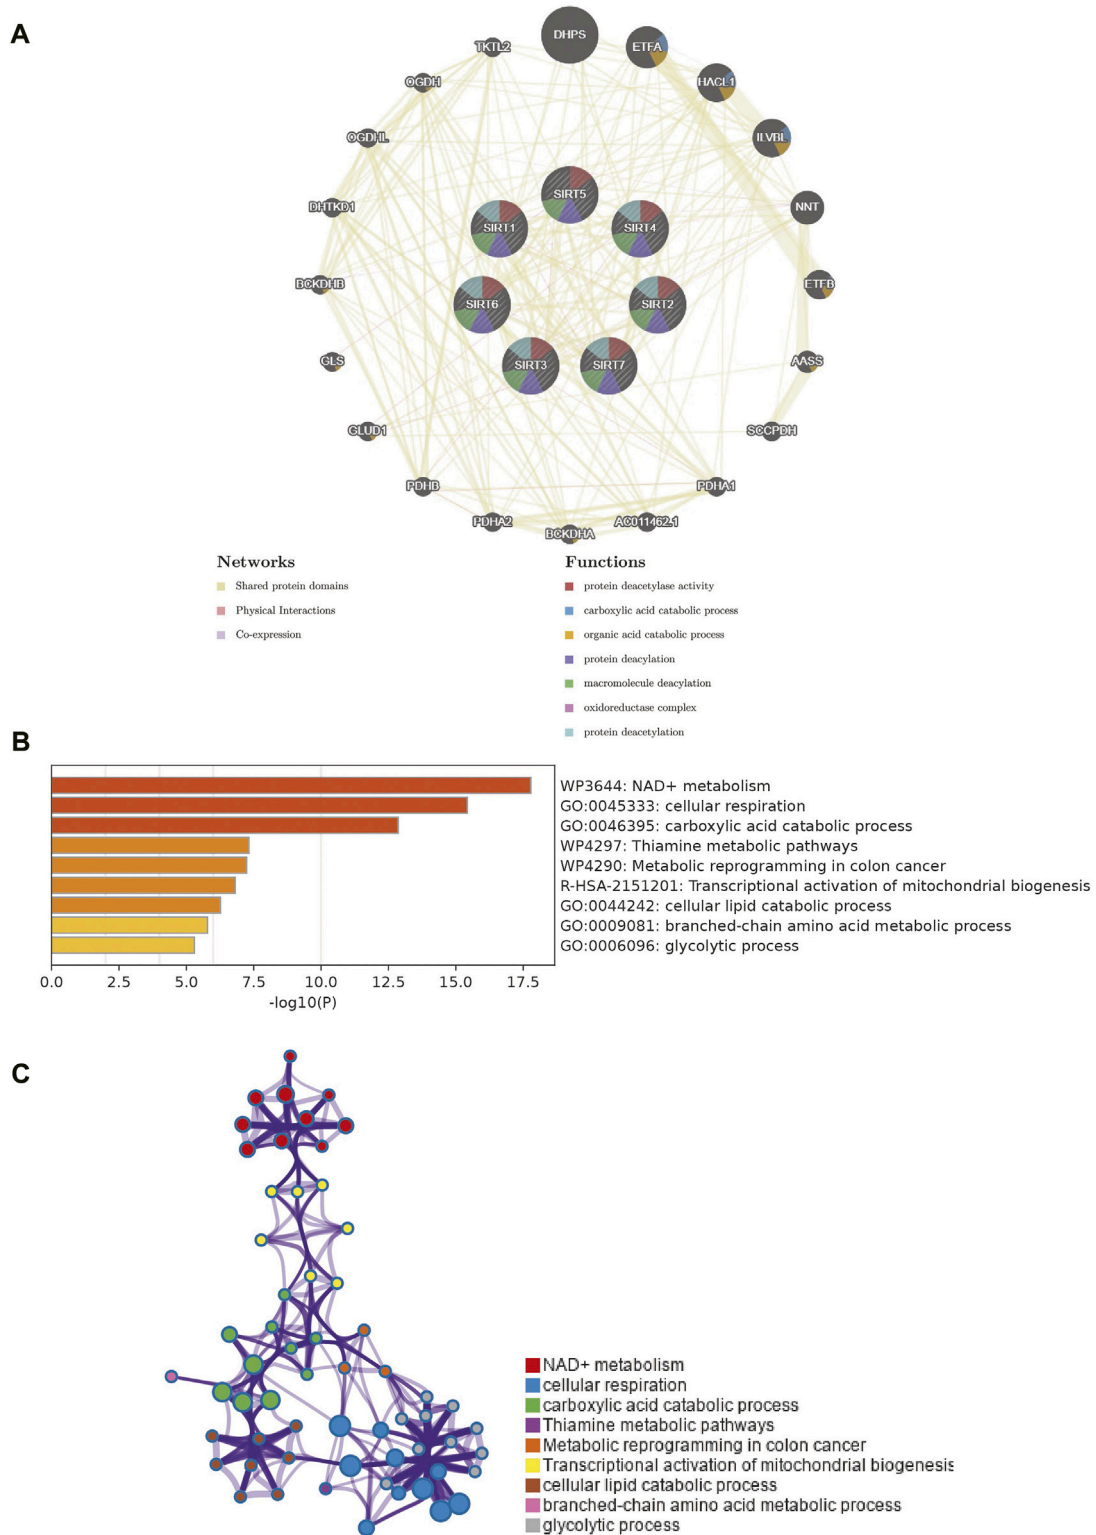 A
DHPS
TKTL2
ETFA
OGDH
HACL1
OGDHL
ILVBL
SIRT5
DHTKD1
NNT
SIRT1
SIRT4
BCKDHB
ETFB
SIRT6
SIRT2
GLS
AASS
SIRT3
SIRT7
GLUD1
SCCPDH
PDHB
PDHA1
PDHA2
AC011462.1
BCKDHA
Networks
Shared protein domains
Physical Interactions
Co-expression
Functions
protein deacetylase activity
carboxylic acid catabolic process
organic acid catabolic process
protein deacylation
macromolecule deacylation
oxidoreductase complex
protein deacetylation
B
WP3644: NAD+ metabolism
GO:0045333: cellular respiration
GO:0046395: carboxylic acid catabolic process
WP4297: Thiamine metabolic pathways
WP4290: Metabolic reprogramming in colon cancer
R-HSA-2151201: Transcriptional activation of mitochondrial biogenesis
GO:0044242: cellular lipid catabolic process
GO:0009081: branched-chain amino acid metabolic process
GO:0006096: glycolytic process
0.0 2.5 5.0 7.5 10.0 12.5 15.0 17.5
-log10(P)
C
NAD+ metabolism
cellular respiration
carboxylic acid catabolic process
Thiamine metabolic pathways
Metabolic reprogramming in colon cancer
Transcriptional activation of mitochondrial biogenesis
cellular lipid catabolic process
branched-chain amino acid metabolic process
glycolytic process